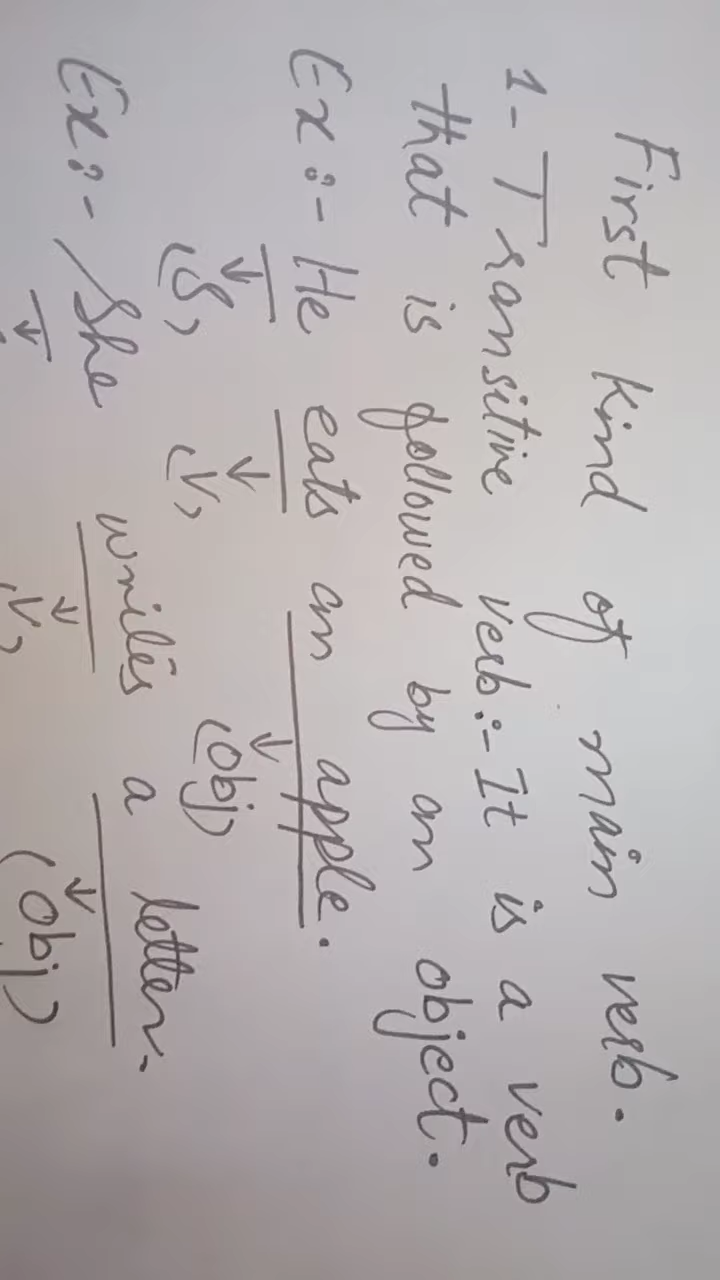 First kind of main verb.
1- Transitive verb:- It is a verb
that is followed by an object.
Ex:- He eats an apple.
(S) (V) (Obj)
Ex:- She writes a letter.
(V) (Obj)